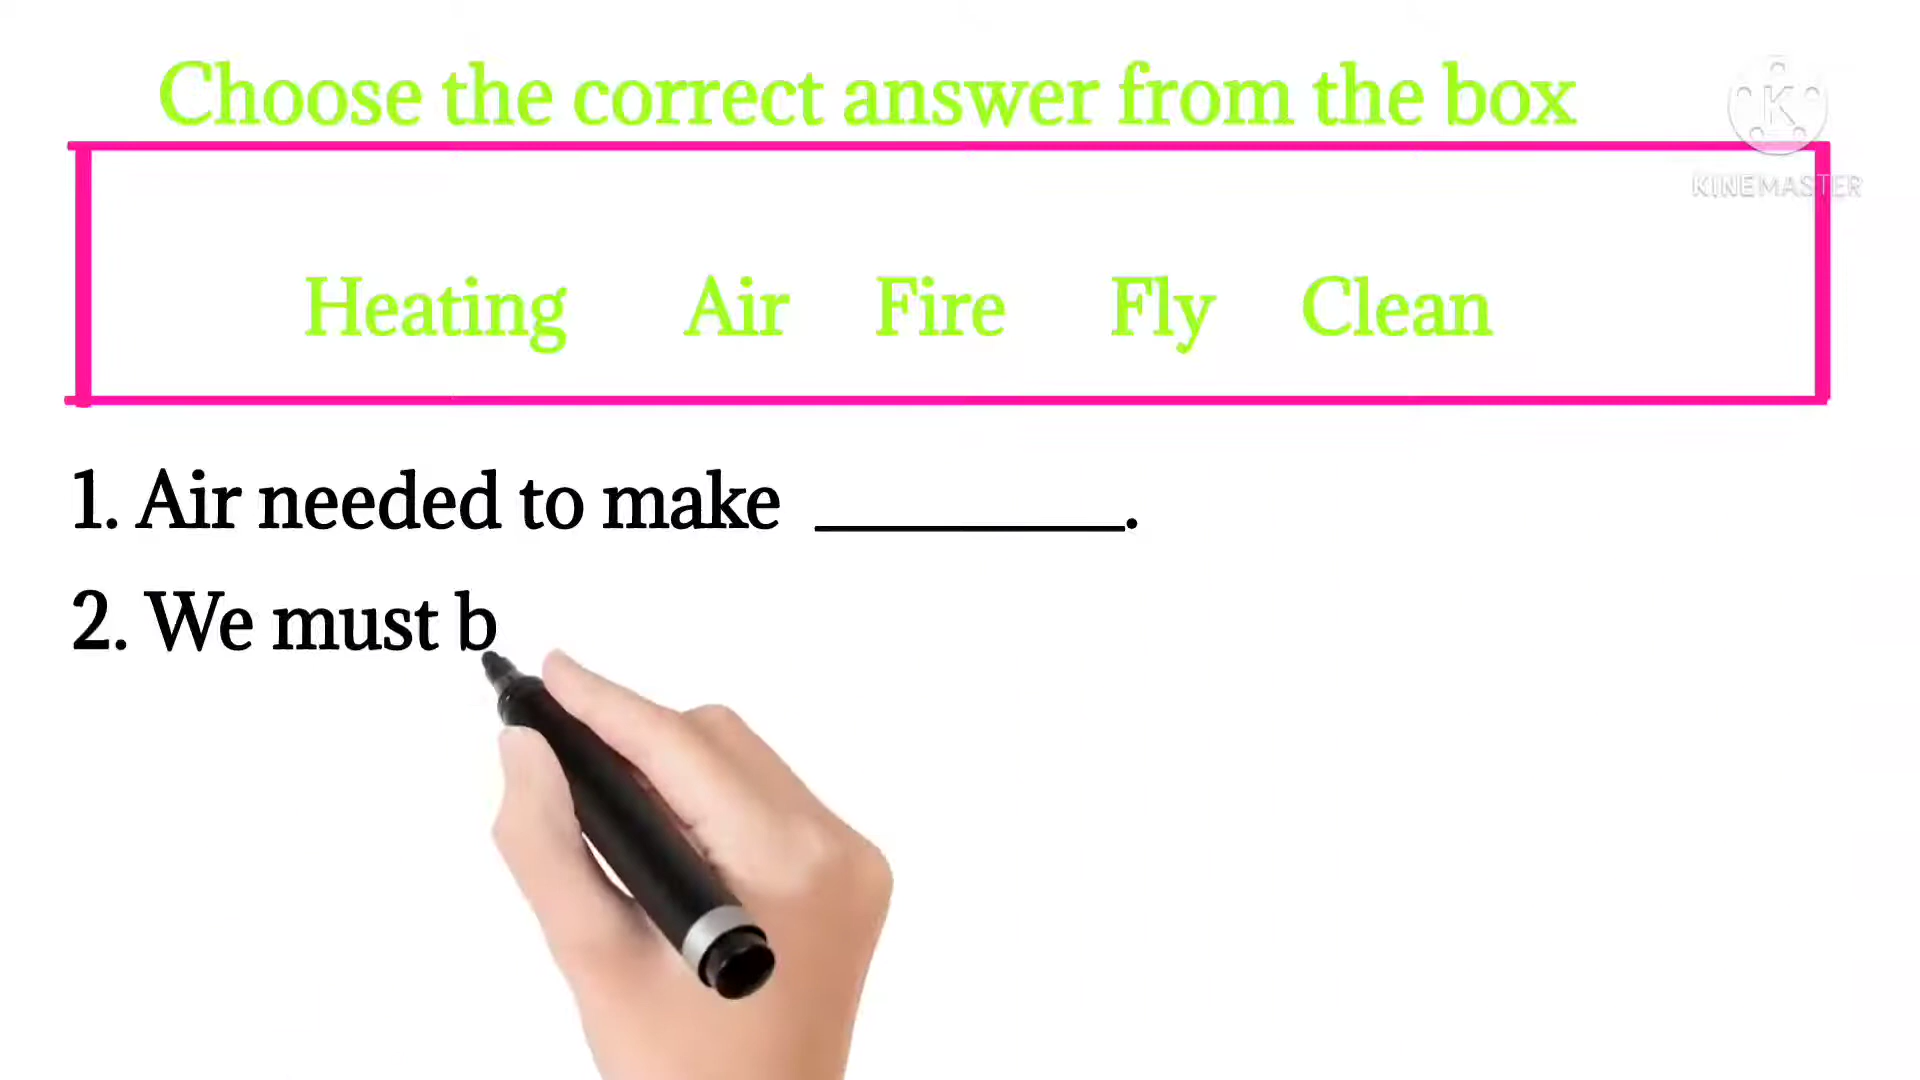 Choose the correct answer from the box
K
KINEMASTER
Heating Air Fire Fly Clean
1. Air needed to make ________.
2. We must b